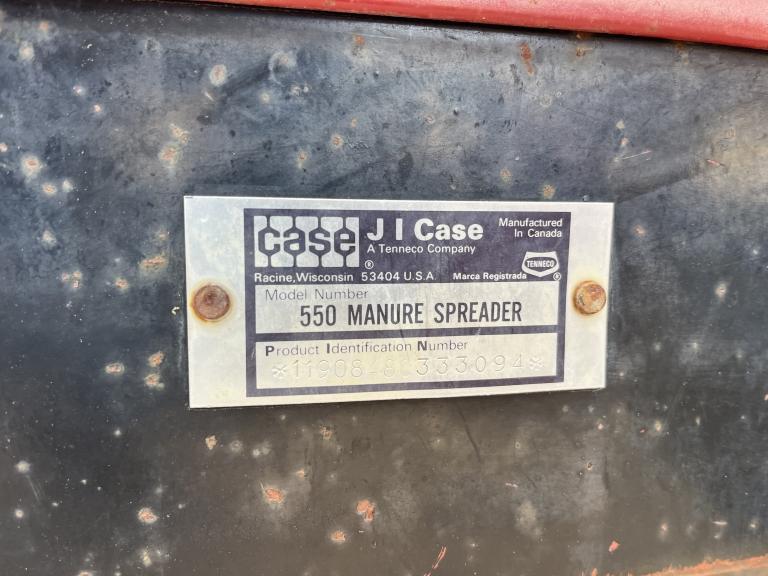 case
J I Case
A Tenneco Company
Manufactured
In Canada
®
TENNECO
®
Racine, Wisconsin 53404 U.S.A.
Marca Registrada
Model Number
550 MANURE SPREADER
Product Identification Number